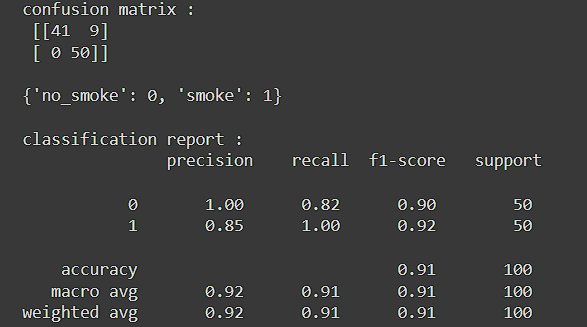 confusion matrix :
[[41 9]
[ 0 50]]
{'no_smoke': 0, 'smoke': 1}
classification report :
precision recall f1-score support
0 1.00 0.82 0.90 50
1 0.85 1.00 0.92 50
accuracy 0.91 100
macro avg 0.92 0.91 0.91 100
weighted avg 0.92 0.91 0.91 100